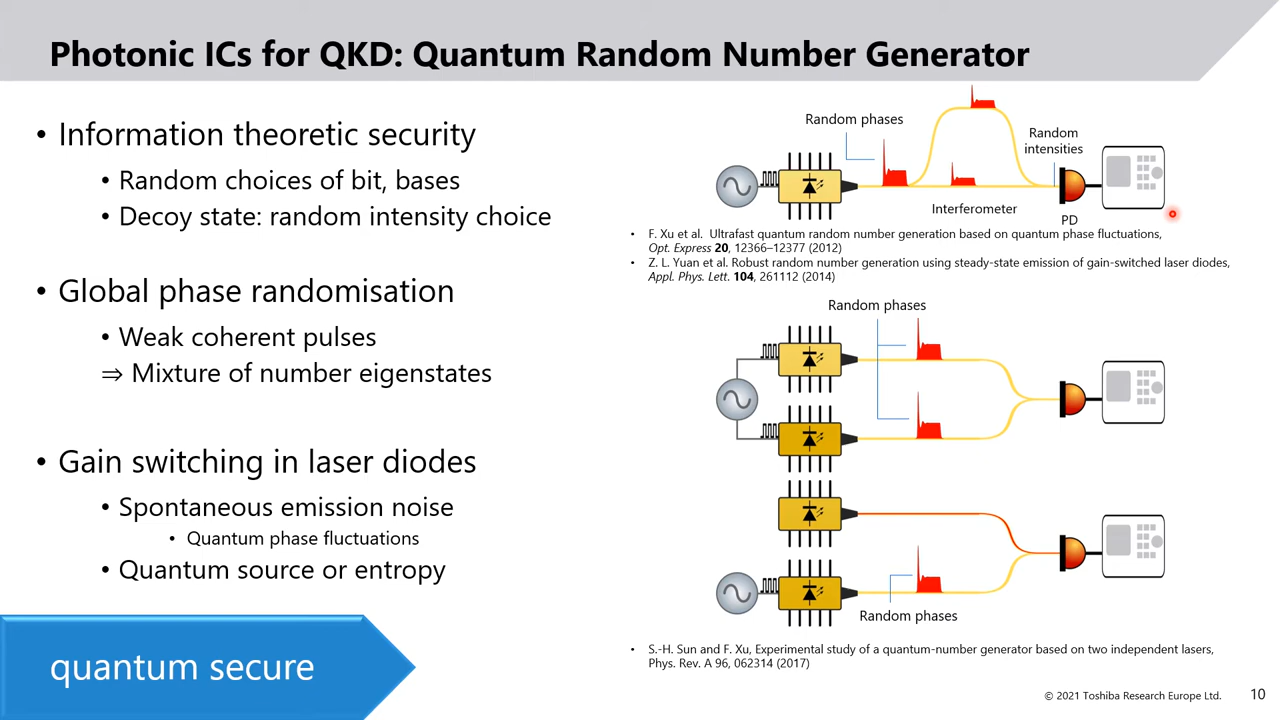 Photonic ICs for QKD: Quantum Random Number Generator
• Information theoretic security
• Random choices of bit, bases
• Decoy state: random intensity choice
• Global phase randomisation
• Weak coherent pulses
⇒ Mixture of number eigenstates
• Gain switching in laser diodes
• Spontaneous emission noise
• Quantum phase fluctuations
• Quantum source or entropy
quantum secure
Random phases
Random
intensities
Interferometer
PD
• F. Xu et al. Ultrafast quantum random number generation based on quantum phase fluctuations,
Opt. Express 20, 12366–12377 (2012)
• Z. L. Yuan et al. Robust random number generation using steady-state emission of gain-switched laser diodes,
Appl. Phys. Lett. 104, 261112 (2014)
Random phases
Random phases
• S.-H. Sun and F. Xu, Experimental study of a quantum-number generator based on two independent lasers,
Phys. Rev. A 96, 062314 (2017)
© 2021 Toshiba Research Europe Ltd.
10